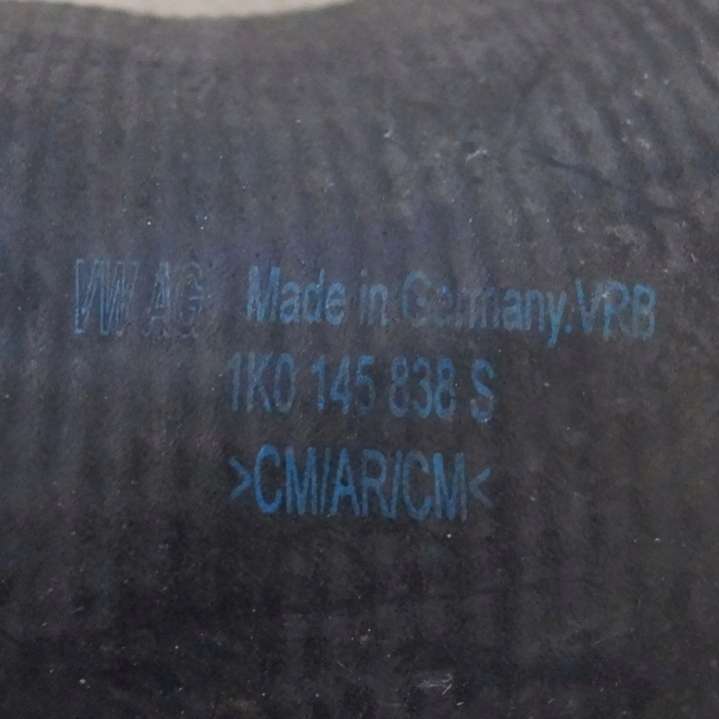 VW AG Made in Germany.VRB
1K0 145 838 S
>CM/AR/CM<